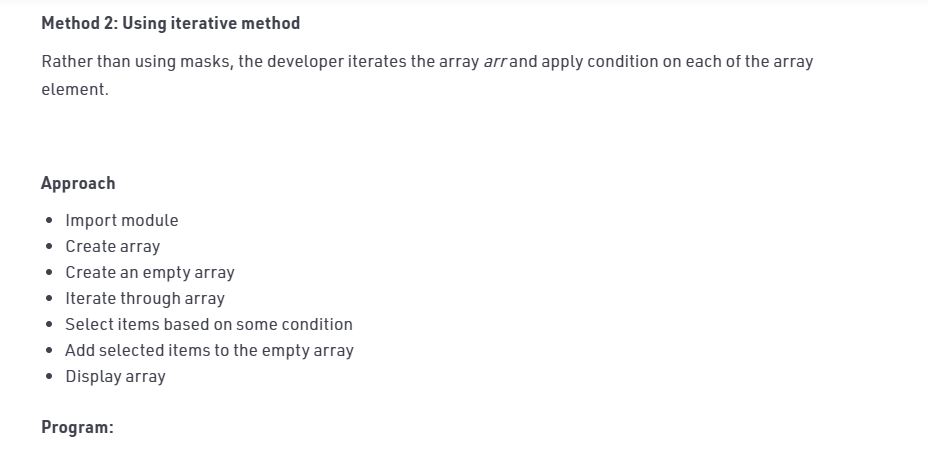 Method 2: Using iterative method
Rather than using masks, the developer iterates the array arr and apply condition on each of the array
element.
Approach
• Import module
• Create array
• Create an empty array
• Iterate through array
• Select items based on some condition
• Add selected items to the empty array
• Display array
Program: